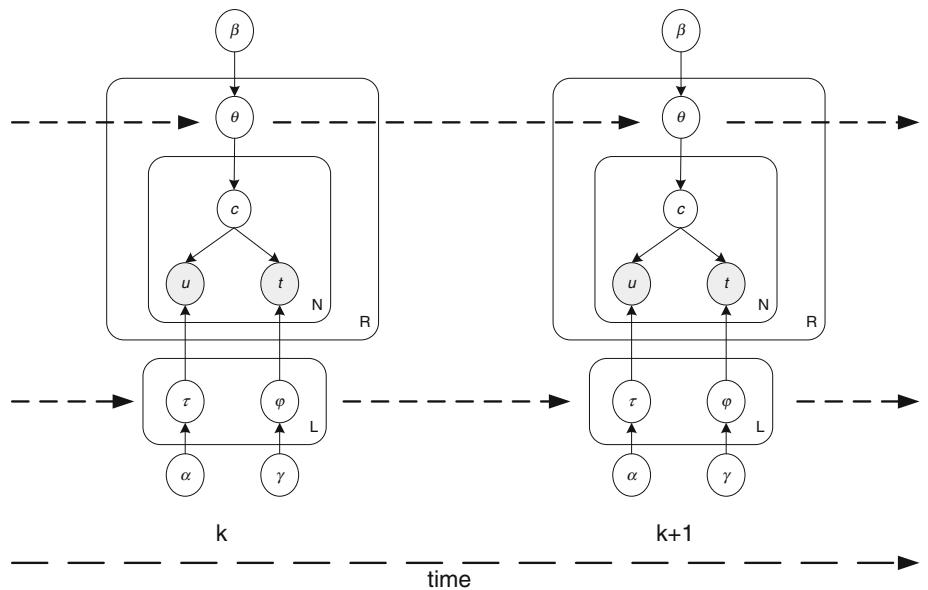 β β
θ θ
c c
u t N R u t N R
τ φ L τ φ L
α γ α γ
k k+1
time